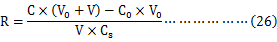 R = C × (V₀ + V) − C₀ × V₀ / V × Cₛ … … … … … … … (26)